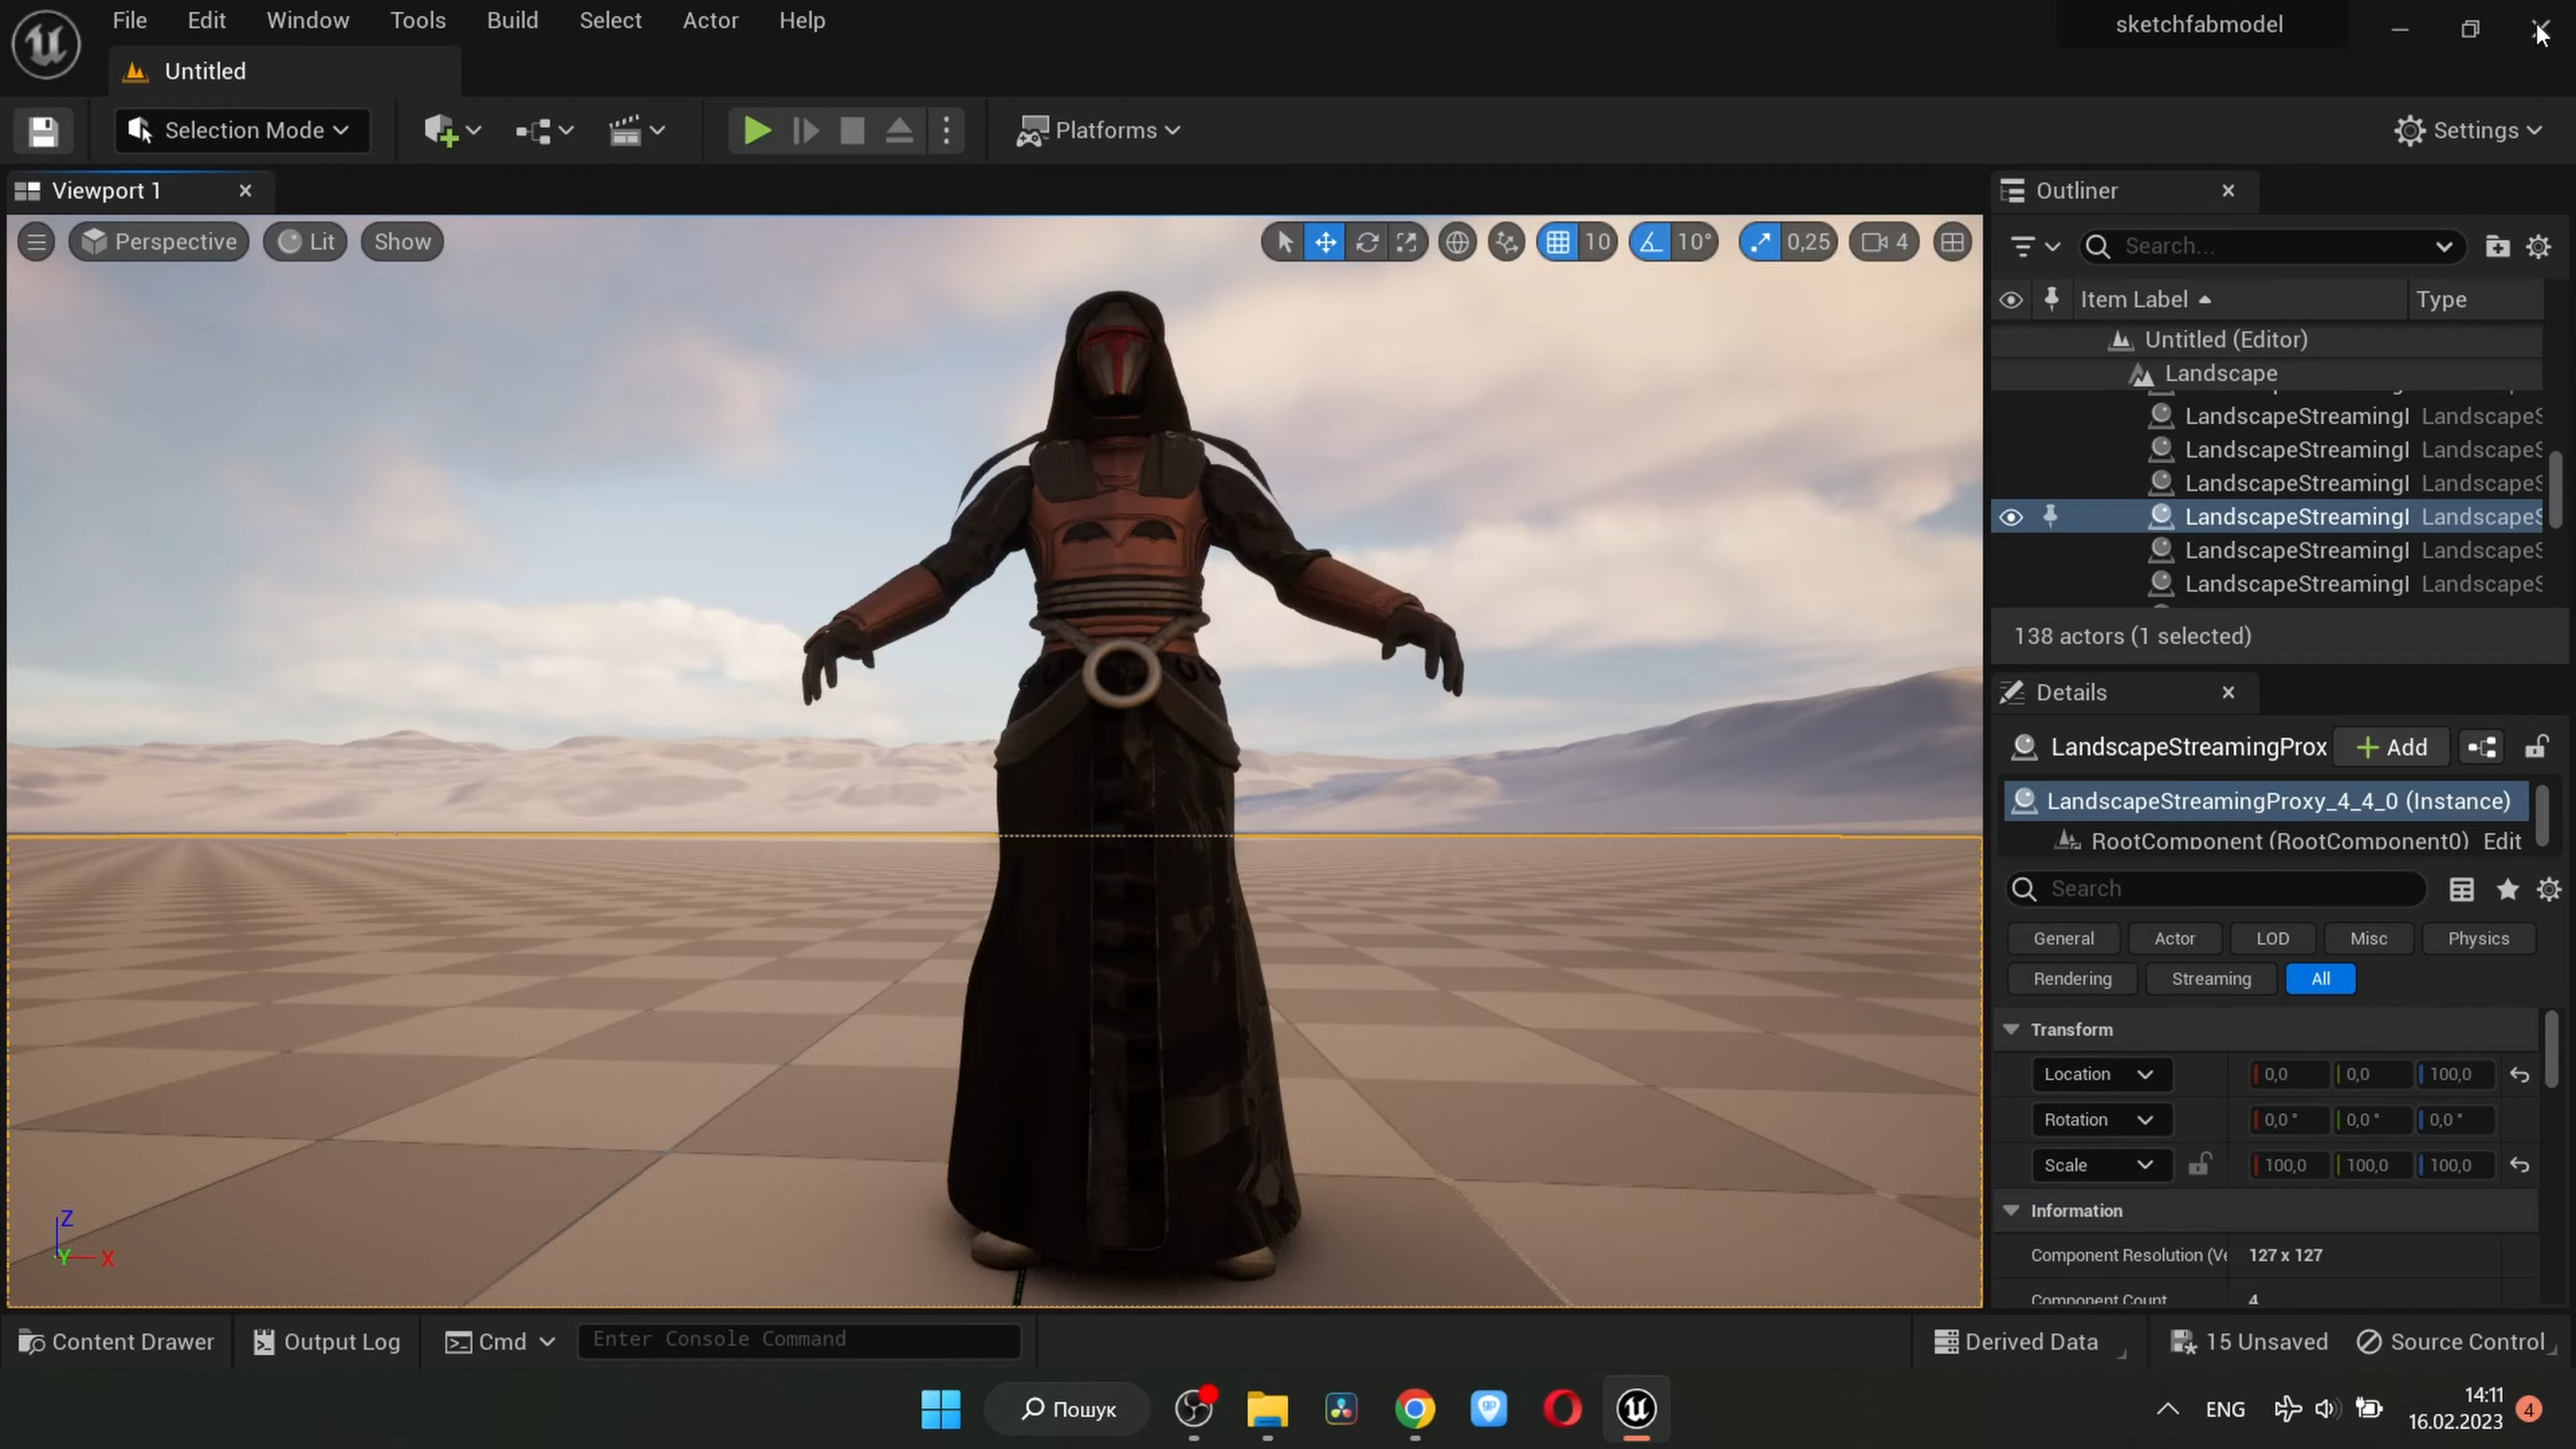 File Edit Window Tools Build Select Actor Help
sketchfabmodel
Untitled
Selection Mode
Platforms
Settings
Viewport 1
Outliner
Perspective Lit Show
10 10° 0,25 4
Search...
Item Label Type
Untitled (Editor)
Landscape
LandscapeStreamingI LandscapeS
LandscapeStreamingI LandscapeS
LandscapeStreamingI LandscapeS
LandscapeStreamingI LandscapeS
LandscapeStreamingI LandscapeS
LandscapeStreamingI LandscapeS
138 actors (1 selected)
Details
LandscapeStreamingProx
Add
LandscapeStreamingProxy_4_4_0 (Instance)
RootComponent (RootComponent0) Edit
Search
General Actor LOD Misc Physics
Rendering Streaming All
Transform
Location 0,0 0,0 100,0
Rotation 0,0 ° 0,0 ° 0,0 °
Scale 100,0 100,0 100,0
Information
Component Resolution (Ve 127 x 127
Component Count 4
Z
Y X
Content Drawer Output Log Cmd Enter Console Command
Derived Data 15 Unsaved Source Control
Пошук
ENG
14:11
16.02.2023
4